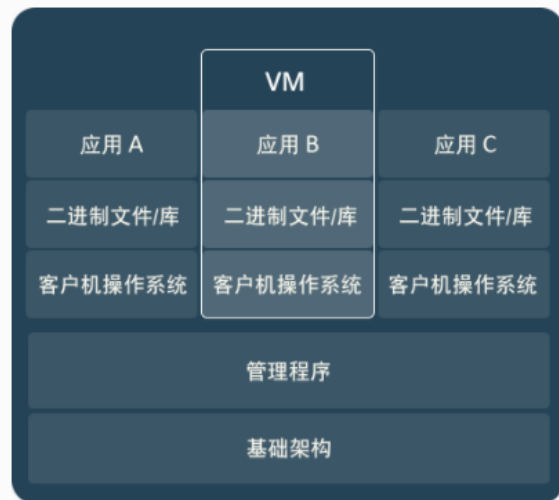 VM
应用 A 应用 B 应用 C
二进制文件/库 二进制文件/库 二进制文件/库
客户机操作系统 客户机操作系统 客户机操作系统
管理程序
基础架构